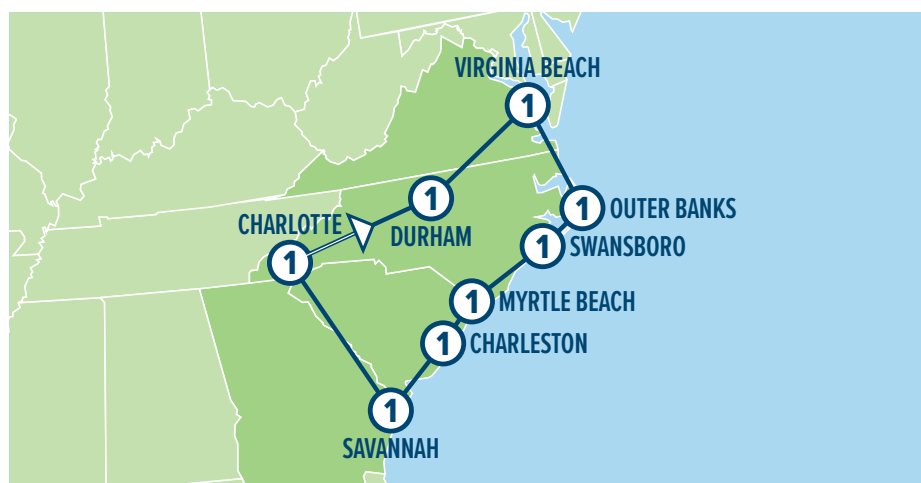 VIRGINIA BEACH
1
1
OUTER BANKS
1
CHARLOTTE
DURHAM
1
SWANSBORO
1
1
MYRTLE BEACH
1
CHARLESTON
1
SAVANNAH